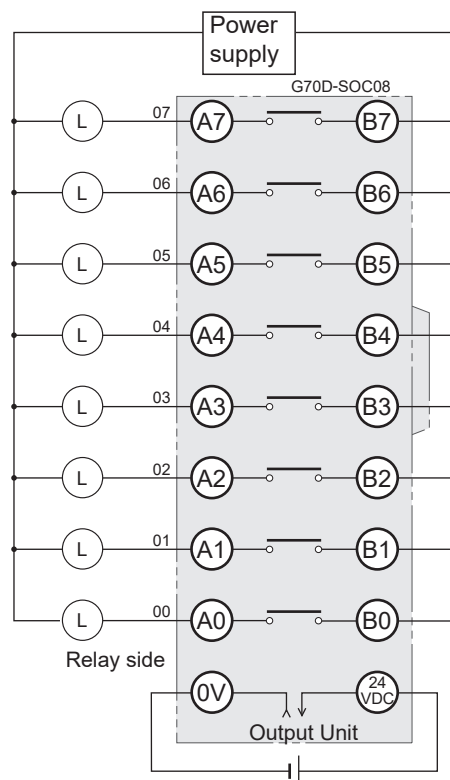 Power
supply
G70D-SOC08
L 07 A7 B7
L 06 A6 B6
L 05 A5 B5
L 04 A4 B4
L 03 A3 B3
L 02 A2 B2
L 01 A1 B1
L 00 A0 B0
Relay side
0V
24
VDC
Output Unit